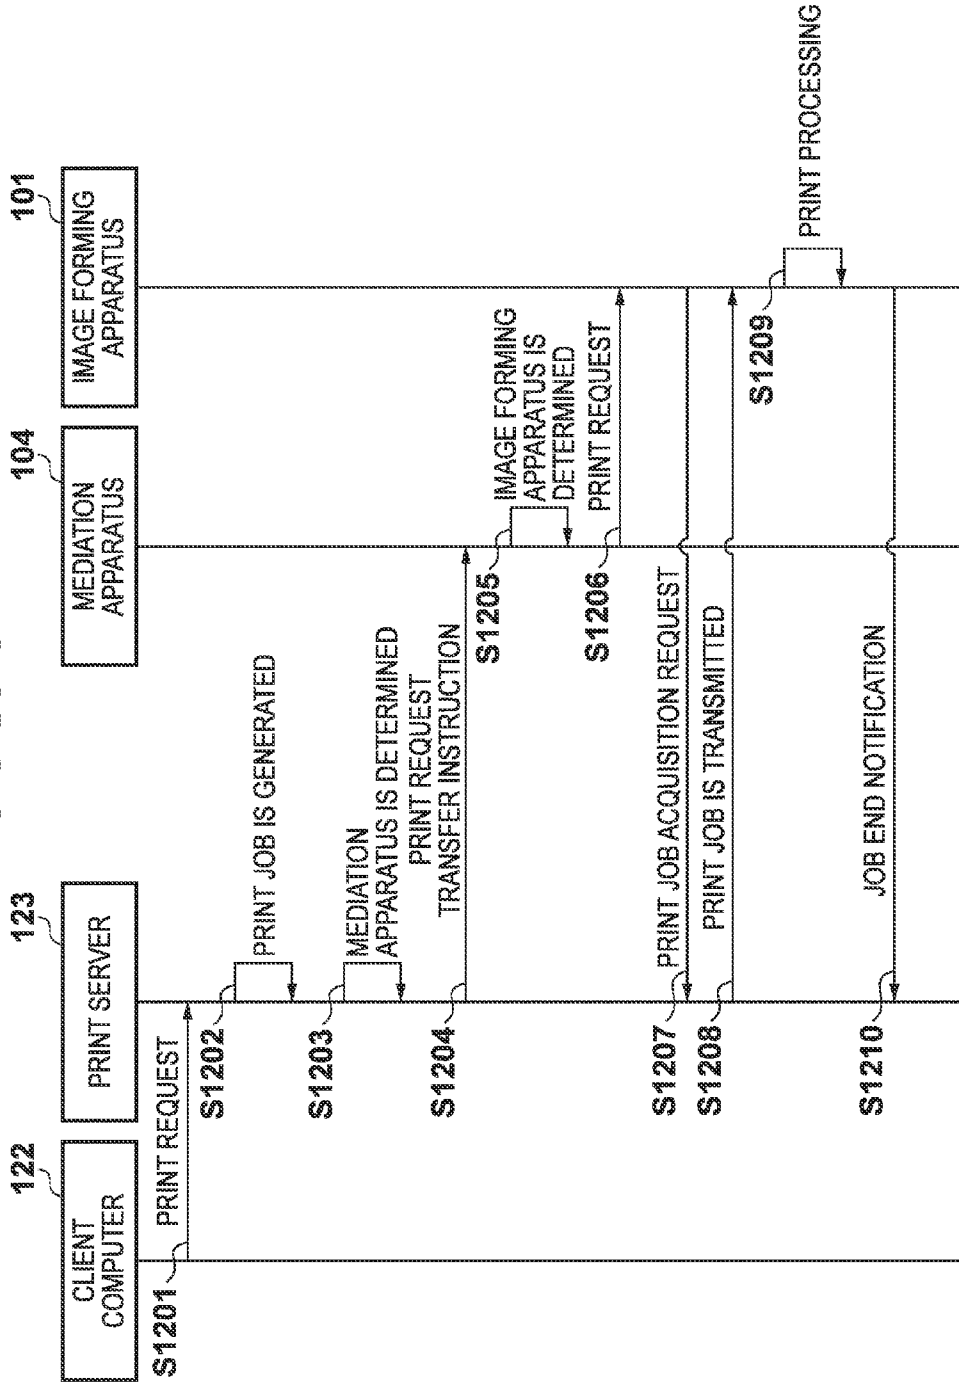 122
CLIENT
COMPUTER
123
PRINT SERVER
104
MEDIATION
APPARATUS
101
IMAGE FORMING
APPARATUS
S1201
PRINT REQUEST
S1202
PRINT JOB IS GENERATED
S1203
MEDIATION
APPARATUS IS DETERMINED
S1204
PRINT REQUEST
TRANSFER INSTRUCTION
S1205
IMAGE FORMING
APPARATUS IS
DETERMINED
S1206
PRINT REQUEST
S1207
PRINT JOB ACQUISITION REQUEST
S1208
PRINT JOB IS TRANSMITTED
S1209
PRINT PROCESSING
S1210
JOB END NOTIFICATION